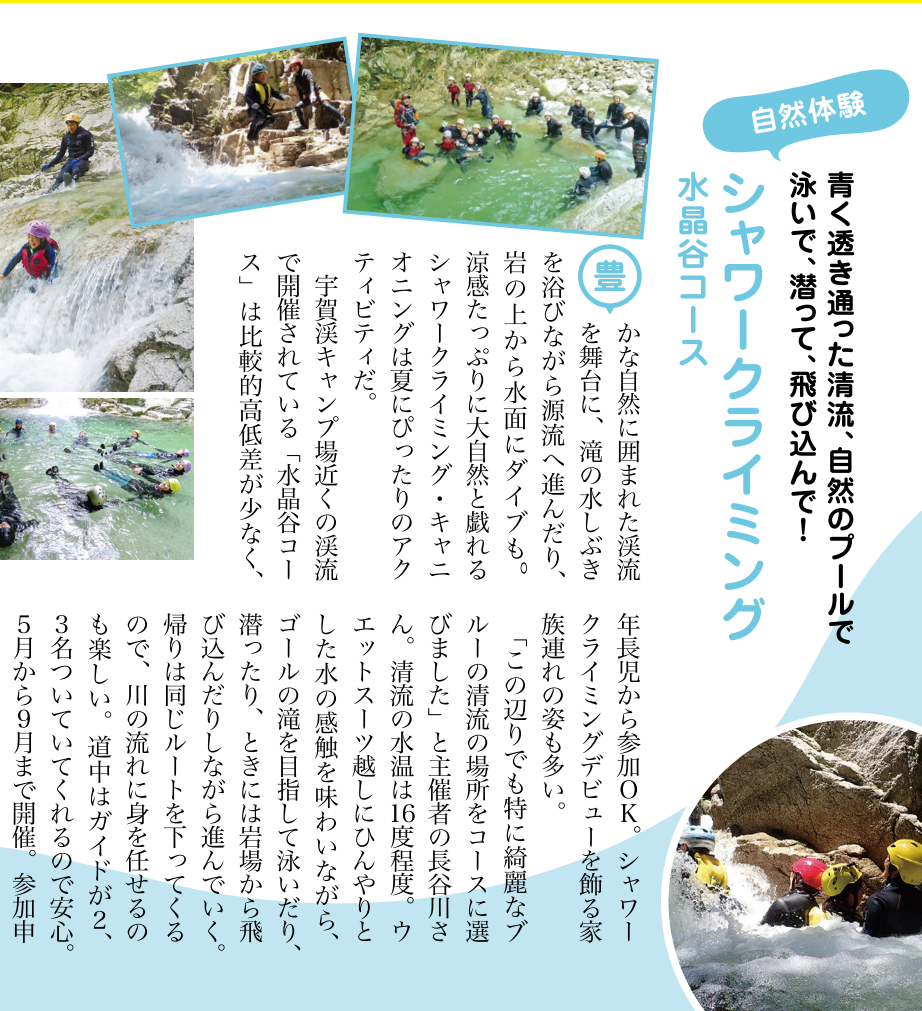 自然体験
青く透き通った清流、自然のプールで
泳いで、潜って、飛び込んで！
シャワークライミング
水晶谷コース
豊かな自然に囲まれた渓流
を舞台に、滝の水しぶき
を浴びながら源流へ進んだり、
岩の上から水面にダイブも。
涼感たっぷりに大自然と戯れる
シャワークライミング・キャニ
オニングは夏にぴったりのアク
ティビティだ。
宇賀渓キャンプ場近くの渓流
で開催されている「水晶谷コー
ス」は比較的高低差が少なく、
年長児から参加OK。シャワー
クライミングデビューを飾る家
族連れの姿も多い。
「この辺りでも特に綺麗なブ
ルーの清流の場所をコースに選
びました」と主催者の長谷川さ
ん。清流の水温は16度程度。ウ
エットスーツ越しにひんやりと
した水の感触を味わいながら、
ゴールの滝を目指して泳いだり、
潜ったり、ときには岩場から飛
び込んだりしながら進んでいく。
帰りは同じルートを下ってくる
ので、川の流れに身を任せるの
も楽しい。道中はガイドが2、
3名ついていてくれるので安心。
5月から9月まで開催。参加申